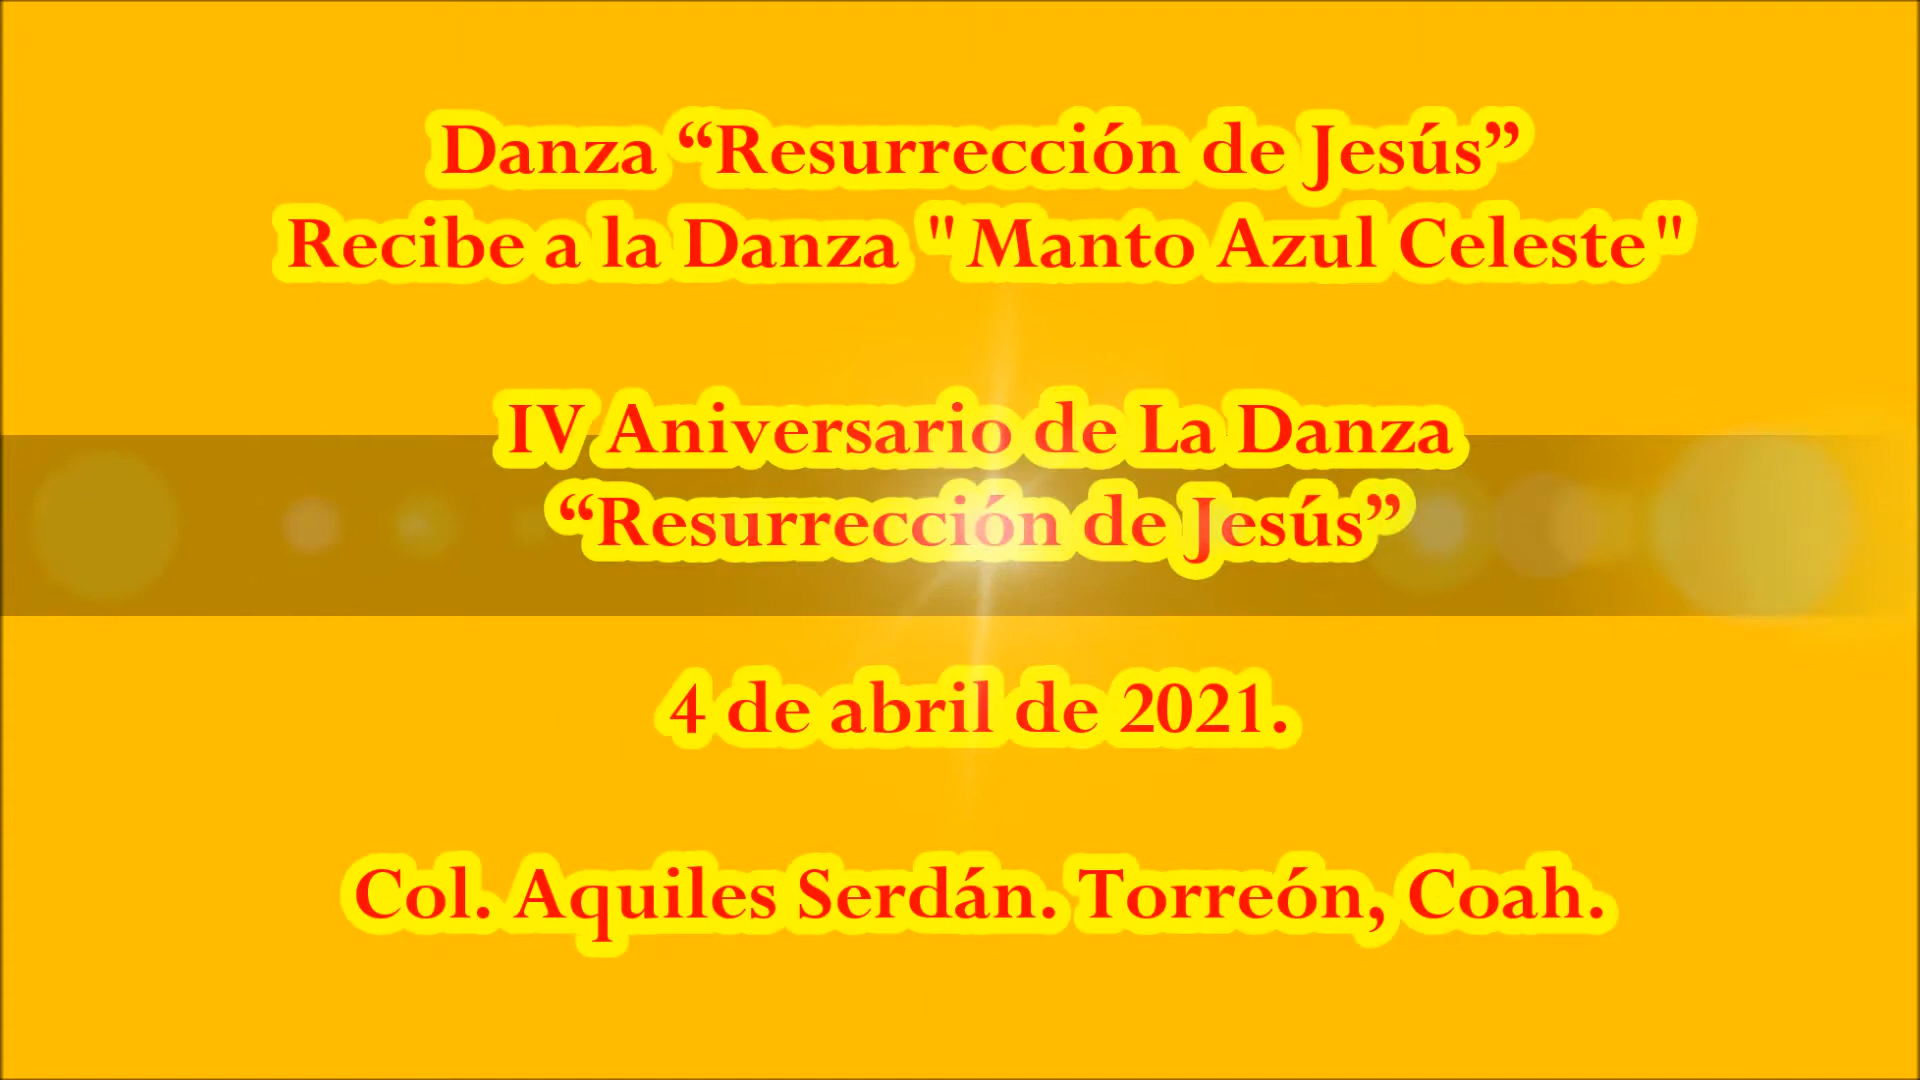 Danza “Resurrección de Jesús”
Recibe a la Danza "Manto Azul Celeste"
IV Aniversario de La Danza
“Resurrección de Jesús”
4 de abril de 2021.
Col. Aquiles Serdán. Torreón, Coah.